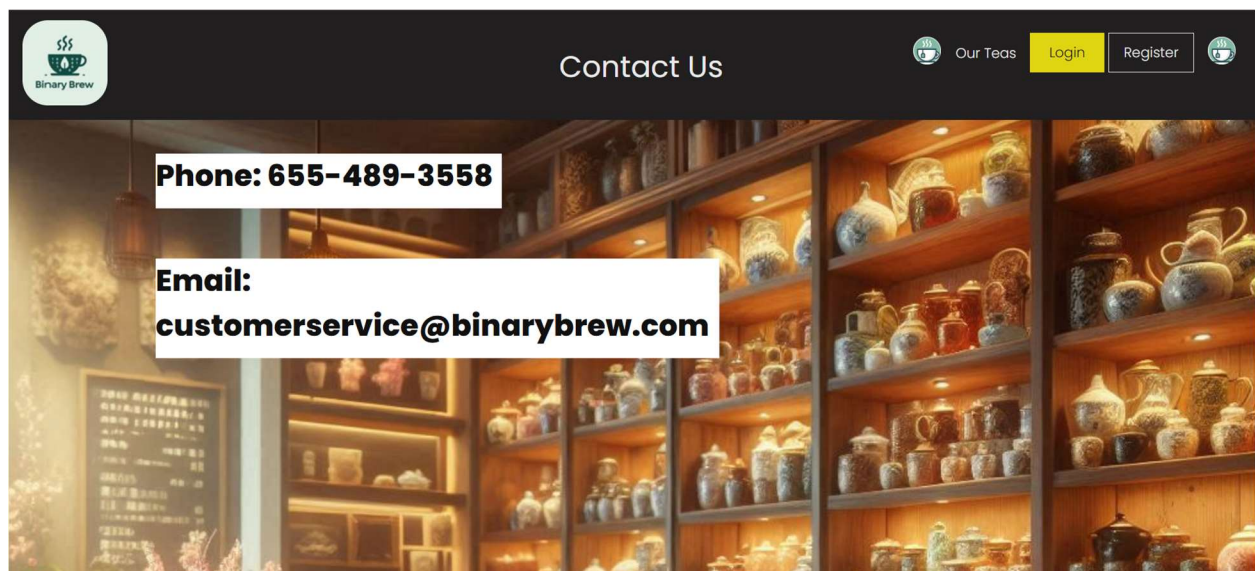 Binary Brew
Contact Us
Our Teas
Login
Register
Phone: 655-489-3558
Email:
customerservice@binarybrew.com